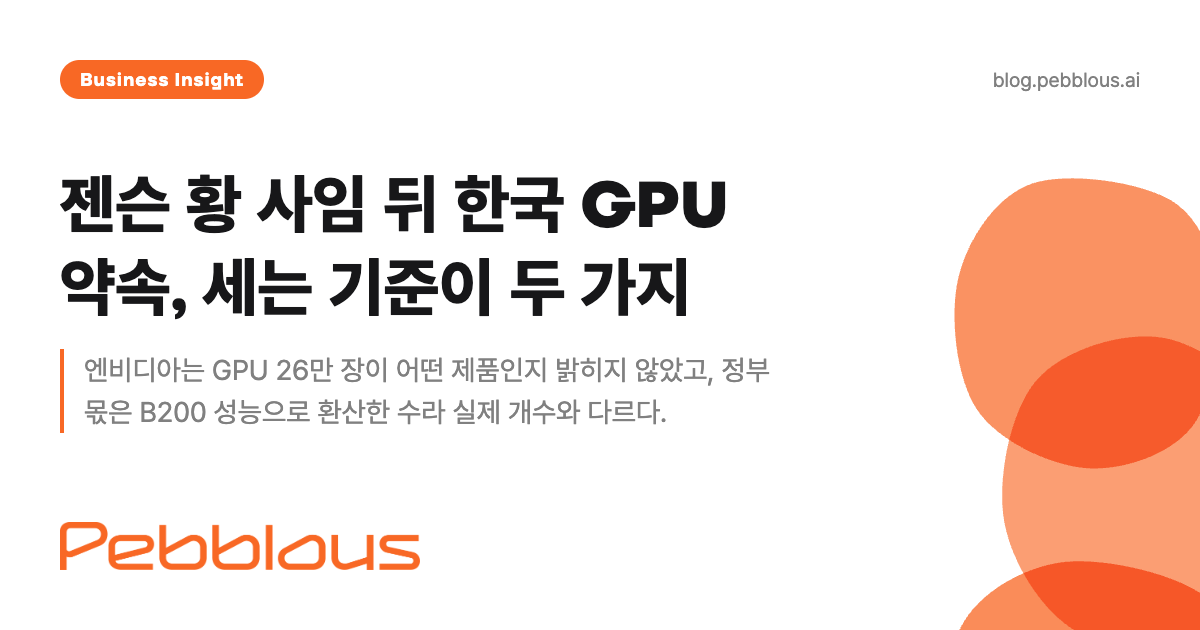 Business Insight
blog.pebblous.ai
젠슨 황 사임 뒤 한국 GPU
약속, 세는 기준이 두 가지
엔비디아는 GPU 26만 장이 어떤 제품인지 밝히지 않았고, 정부
몫은 B200 성능으로 환산한 수라 실제 개수와 다르다.
Pebblous